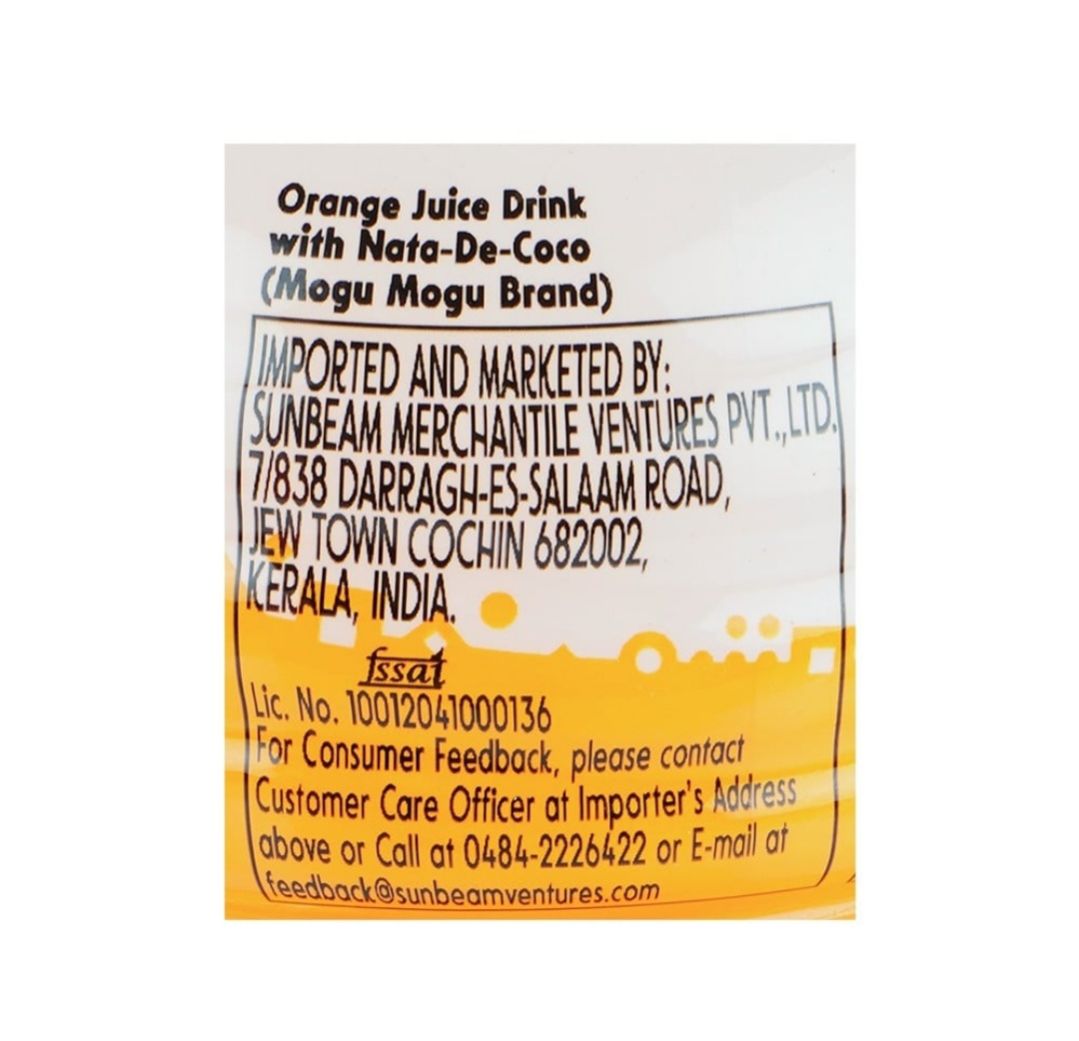 Orange Juice Drink
with Nata-De-Coco
(Mogu Mogu Brand)
IMPORTED AND MARKETED BY:
SUNBEAM MERCHANTILE VENTURES PVT.,LTD.
7/838 DARRAGH-ES-SALAAM ROAD,
JEW TOWN COCHIN 682002,
KERALA, INDIA.
fssai
Lic. No. 10012041000136
For Consumer Feedback, please contact
Customer Care Officer at Importer's Address
above or Call at 0484-2226422 or E-mail at
feedback@sunbeamventures.com